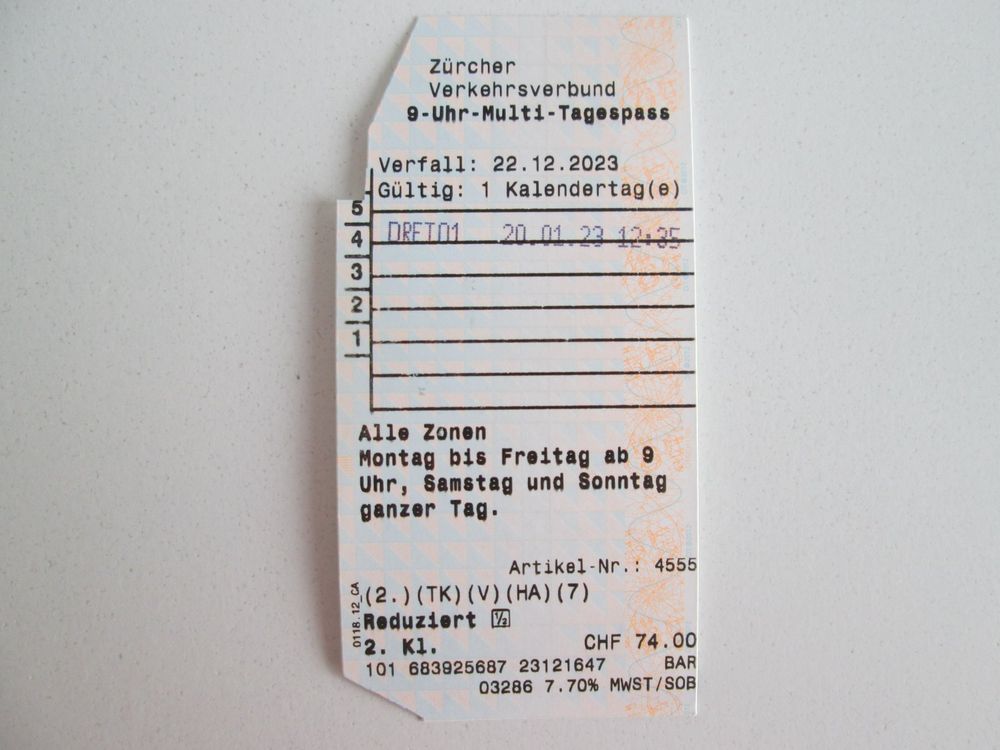 Zürcher
Verkehrsverbund
9-Uhr-Multi-Tagespass
Verfall: 22.12.2023
Gültig: 1 Kalendertag(e)
5
DRET01 20.01.23 12:35
4
3
2
1
Alle Zonen
Montag bis Freitag ab 9
Uhr, Samstag und Sonntag
ganzer Tag.
Artikel-Nr.: 4555
(2.)(TK)(V)(HA)(7)
0118.12_CA
Reduziert ½
2. Kl. CHF 74.00
101 683925687 23121647 BAR
03286 7.70% MWST/SOB